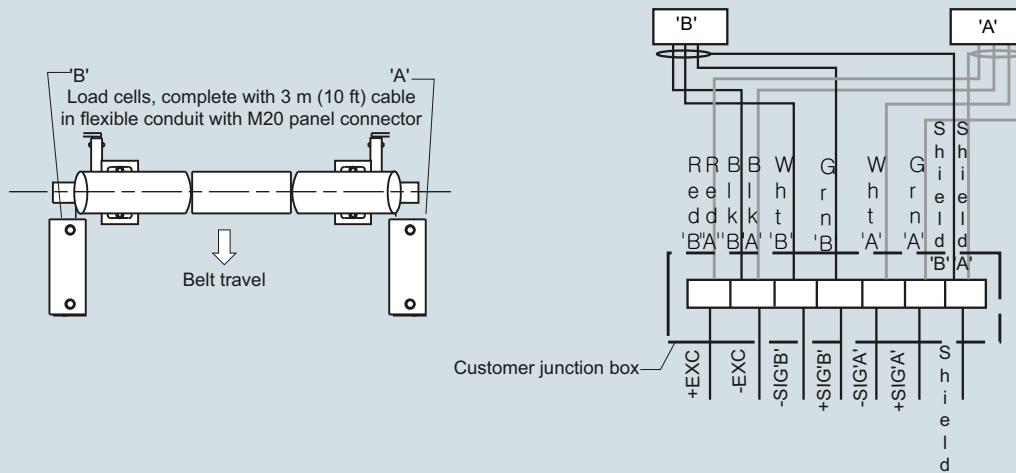 'B' 'A'
Load cells, complete with 3 m (10 ft) cable
in flexible conduit with M20 panel connector
Belt travel
'B'
'A'
Red 'B'
Red 'A'
Blk 'B'
Blk 'A'
Wht 'B'
Grn 'B'
Wht 'A'
Grn 'A'
Shield 'B'
Shield 'A'
Customer junction box
+EXC
-EXC
-SIG'B'
+SIG'B'
-SIG'A'
+SIG'A'
Shield